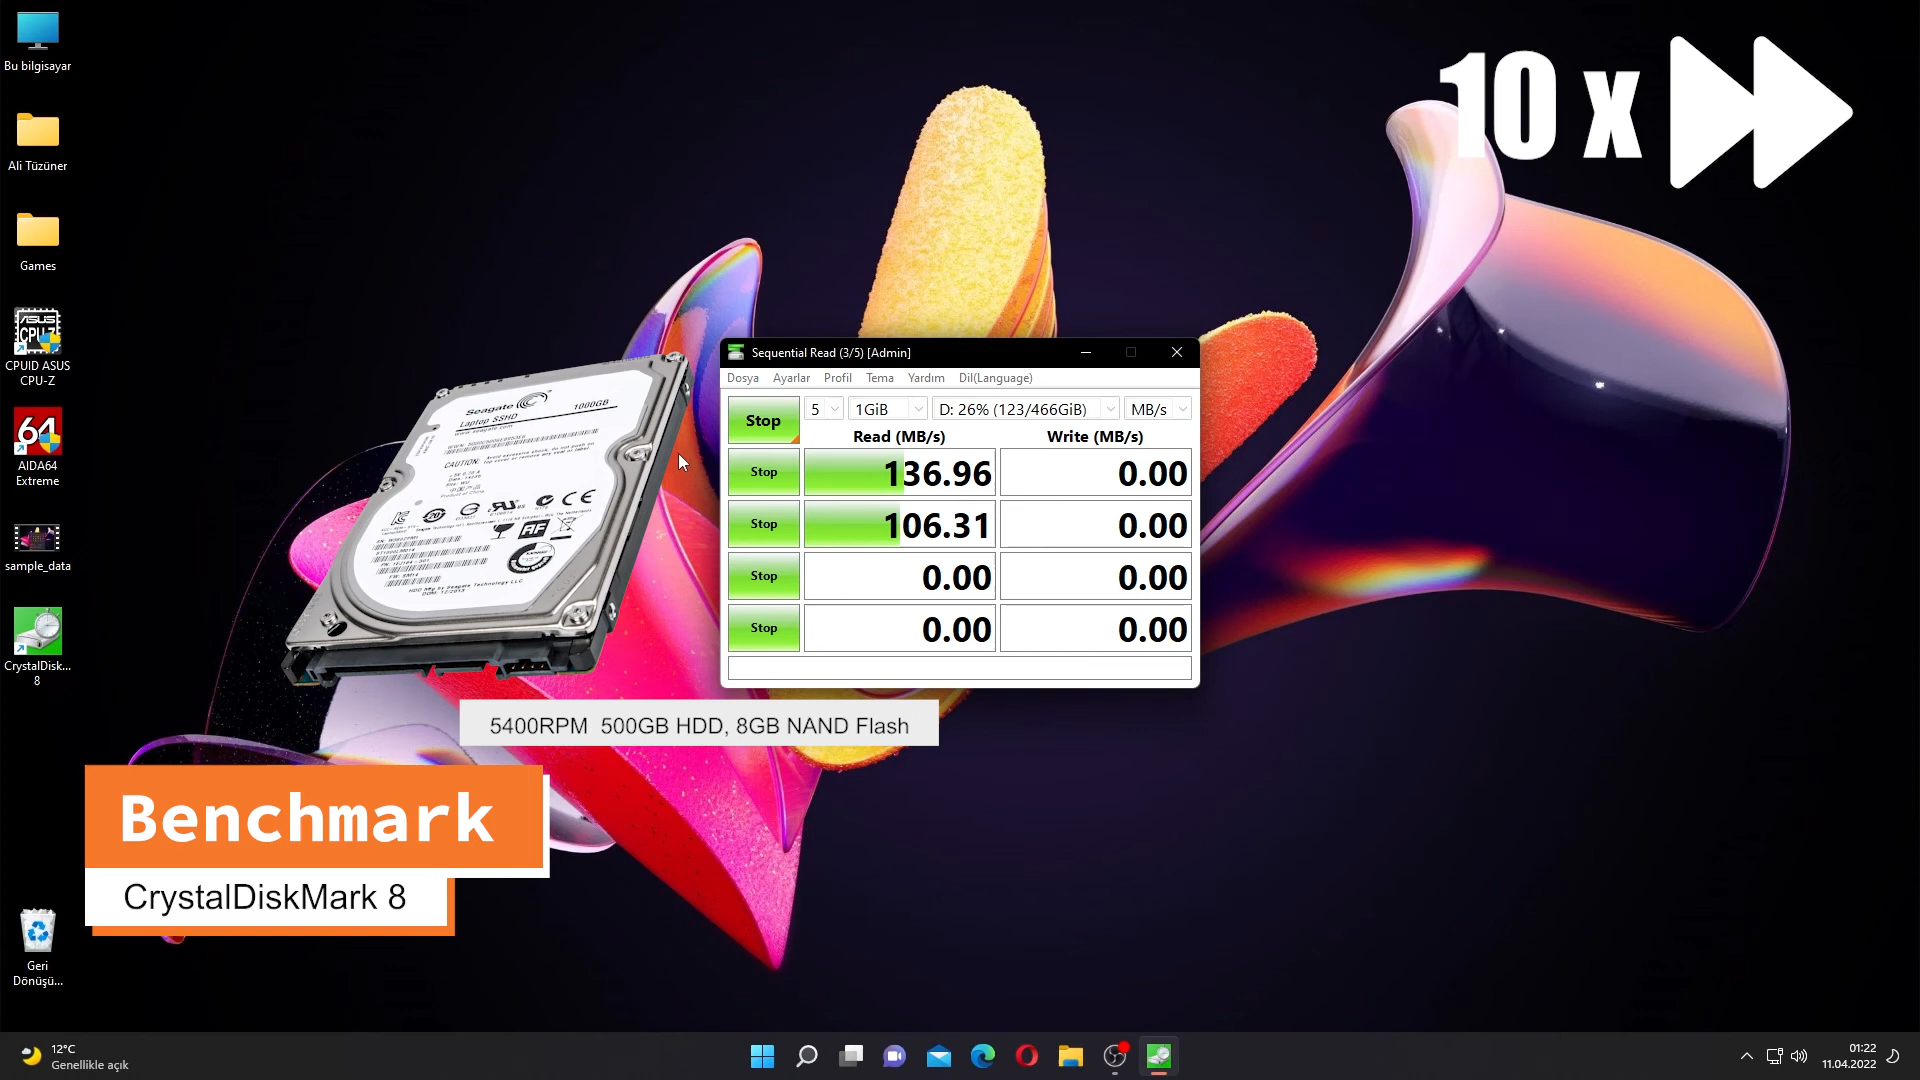 Bu bilgisayar
Ali Tüzüner
Games
CPUID ASUS
CPU-Z
64
AIDA64
Extreme
sample_data
CrystalDisk...
8
Geri
Dönüşü...
10 x
Seagate
1000GB
Laptop SSHD
www.seagate.com
5400RPM  500GB HDD, 8GB NAND Flash
Benchmark
CrystalDiskMark 8
Sequential Read (3/5) [Admin]
Dosya Ayarlar Profil Tema Yardım Dil(Language)
Stop 5 1GiB D: 26% (123/466GiB) MB/s
Read (MB/s) Write (MB/s)
Stop 136.96 0.00
Stop 106.31 0.00
Stop 0.00 0.00
Stop 0.00 0.00
12°C
Genellikle açık
01:22
11.04.2022